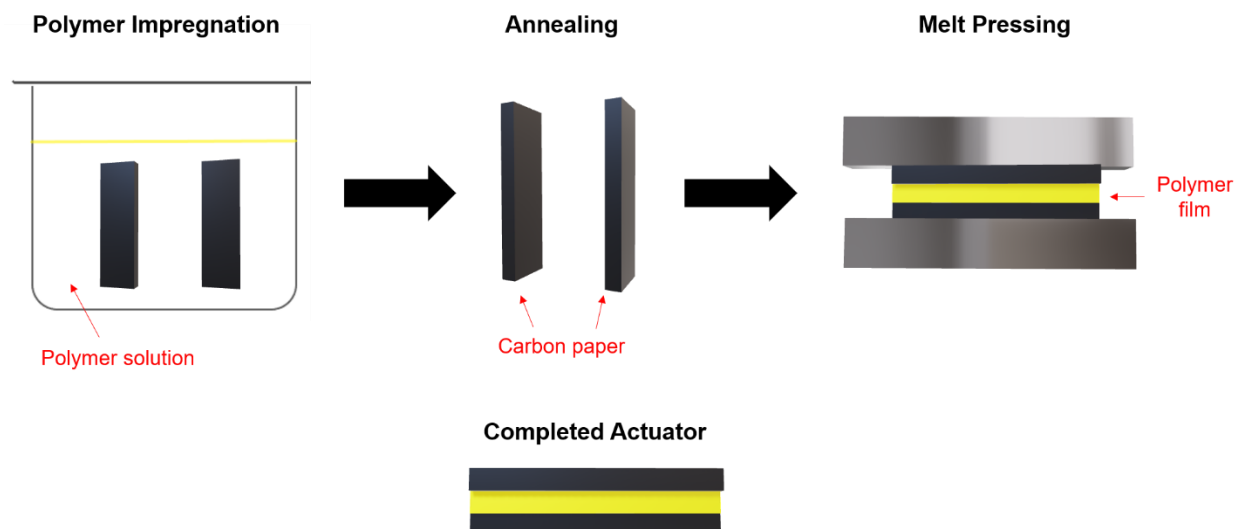 Polymer Impregnation
Annealing
Melt Pressing
Polymer
film
Polymer solution
Carbon paper
Completed Actuator